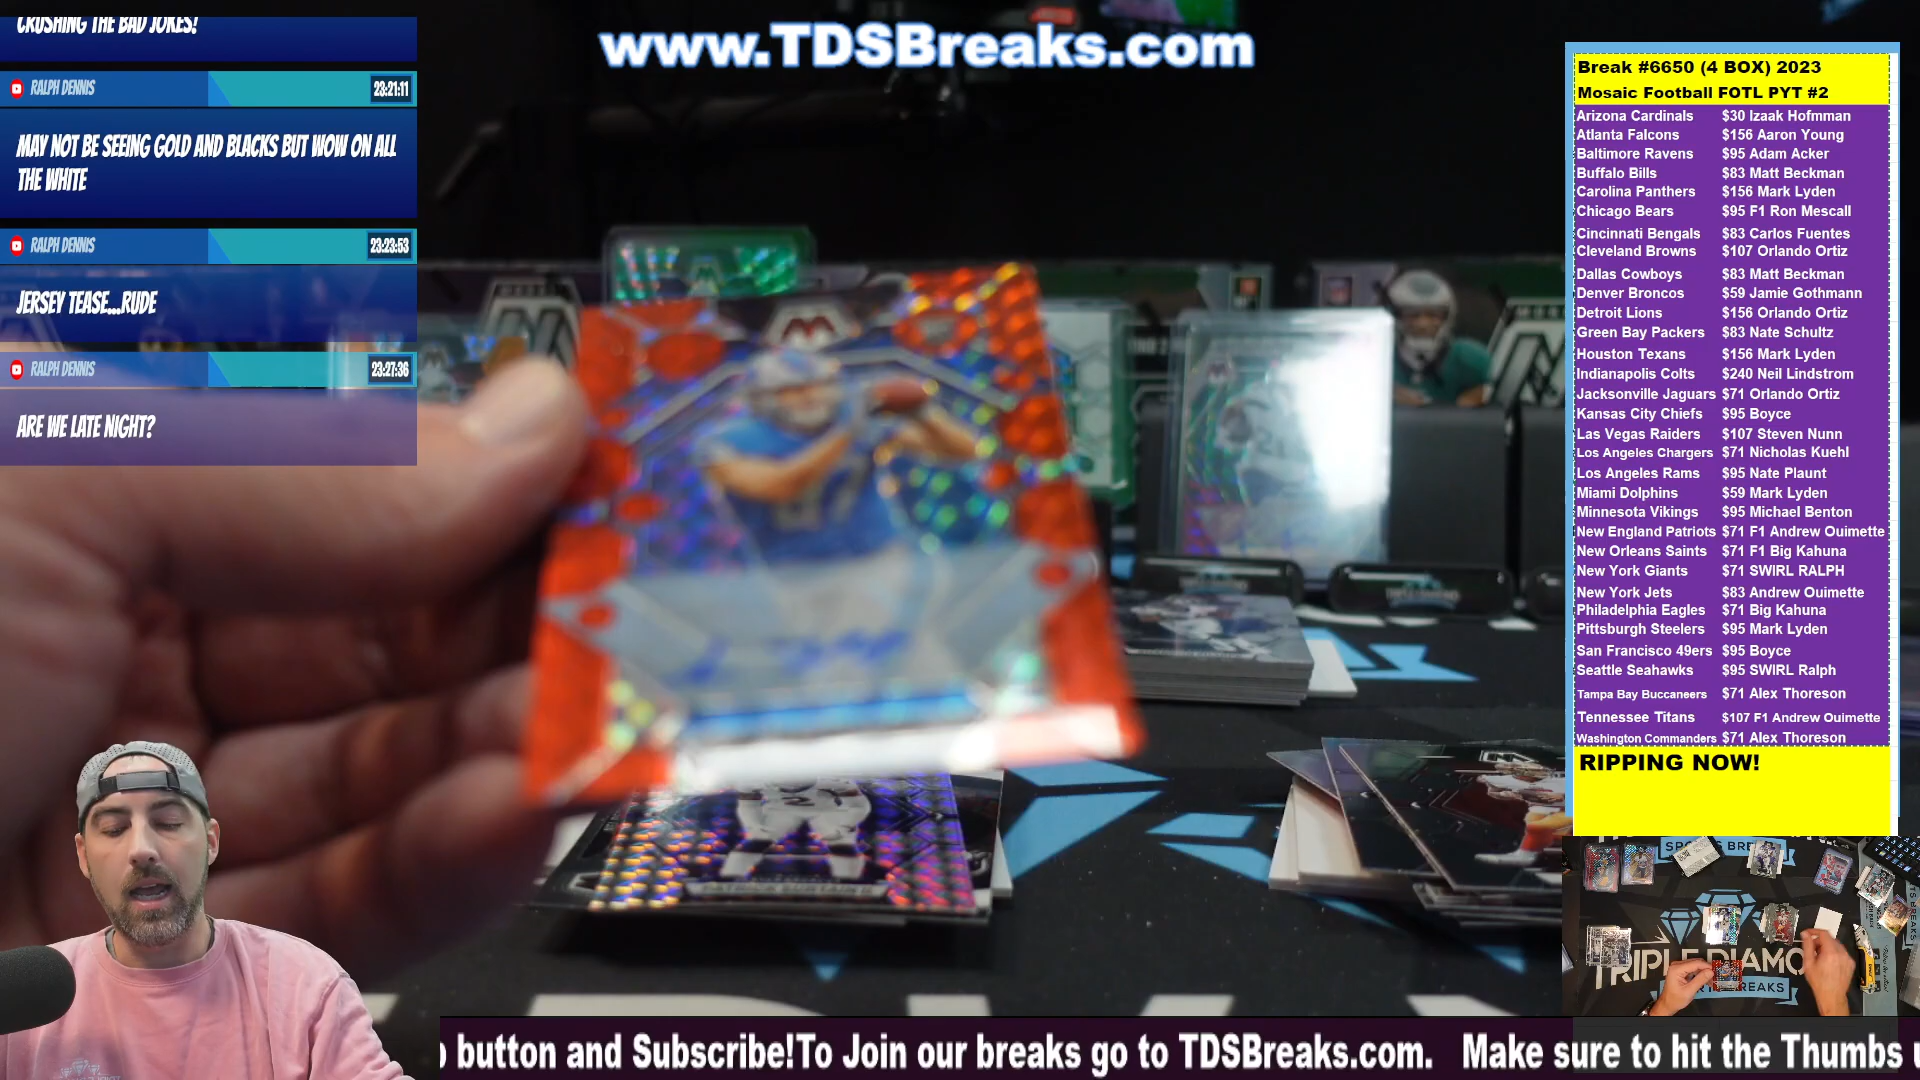 CRUSHING THE BAD JOKES!
RALPH DENNIS 23:21:11
MAY NOT BE SEEING GOLD AND BLACKS BUT WOW ON ALL
THE WHITE
RALPH DENNIS 23:23:53
JERSEY TEASE...RUDE
RALPH DENNIS 23:27:36
ARE WE LATE NIGHT?
www.TDSBreaks.com
Break #6650 (4 BOX) 2023
Mosaic Football FOTL PYT #2
Arizona Cardinals $30 Izaak Hofmman
Atlanta Falcons $156 Aaron Young
Baltimore Ravens $95 Adam Acker
Buffalo Bills $83 Matt Beckman
Carolina Panthers $156 Mark Lyden
Chicago Bears $95 F1 Ron Mescall
Cincinnati Bengals $83 Carlos Fuentes
Cleveland Browns $107 Orlando Ortiz
Dallas Cowboys $83 Matt Beckman
Denver Broncos $59 Jamie Gothmann
Detroit Lions $156 Orlando Ortiz
Green Bay Packers $83 Nate Schultz
Houston Texans $156 Mark Lyden
Indianapolis Colts $240 Neil Lindstrom
Jacksonville Jaguars $71 Orlando Ortiz
Kansas City Chiefs $95 Boyce
Las Vegas Raiders $107 Steven Nunn
Los Angeles Chargers $71 Nicholas Kuehl
Los Angeles Rams $95 Nate Plaunt
Miami Dolphins $59 Mark Lyden
Minnesota Vikings $95 Michael Benton
New England Patriots $71 F1 Andrew Ouimette
New Orleans Saints $71 F1 Big Kahuna
New York Giants $71 SWIRL RALPH
New York Jets $83 Andrew Ouimette
Philadelphia Eagles $71 Big Kahuna
Pittsburgh Steelers $95 Mark Lyden
San Francisco 49ers $95 Boyce
Seattle Seahawks $95 SWIRL Ralph
Tampa Bay Buccaneers $71 Alex Thoreson
Tennessee Titans $107 F1 Andrew Ouimette
Washington Commanders $71 Alex Thoreson
RIPPING NOW!
PATRICK SURTAIN II
TRIPLE DIAMO
BREAKS
button and Subscribe!To Join our breaks go to TDSBreaks.com. Make sure to hit the Thumbs